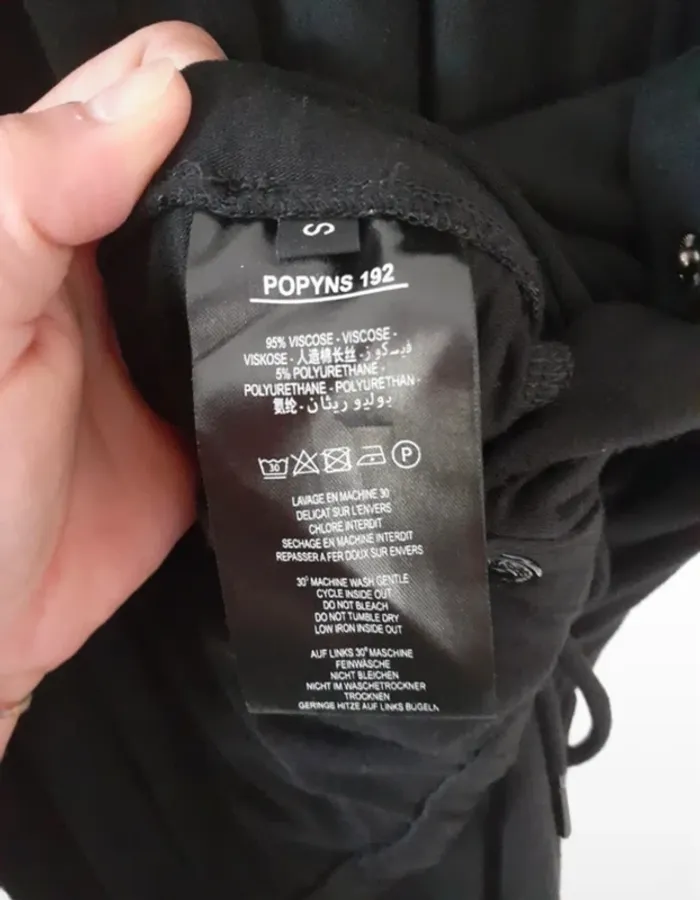 S
POPYNS 192
95% VISCOSE - VISCOSE -
VISKOSE - 人造棉长丝 - فيسكوز -
5% POLYURETHANE -
POLYURETHANE - POLYURETHAN -
氨纶 - بوليو ريثان
30 P
LAVAGE EN MACHINE 30
DELICAT SUR L'ENVERS
CHLORE INTERDIT
SECHAGE EN MACHINE INTERDIT
REPASSER A FER DOUX SUR ENVERS
30° MACHINE WASH GENTLE
CYCLE INSIDE OUT
DO NOT BLEACH
DO NOT TUMBLE DRY
LOW IRON INSIDE OUT
AUF LINKS 30° MASCHINE
FEINWÄSCHE
NICHT BLEICHEN
NICHT IM WASCHETROCKNER
TROCKNEN
GERINGE HITZE AUF LINKS BUGELN